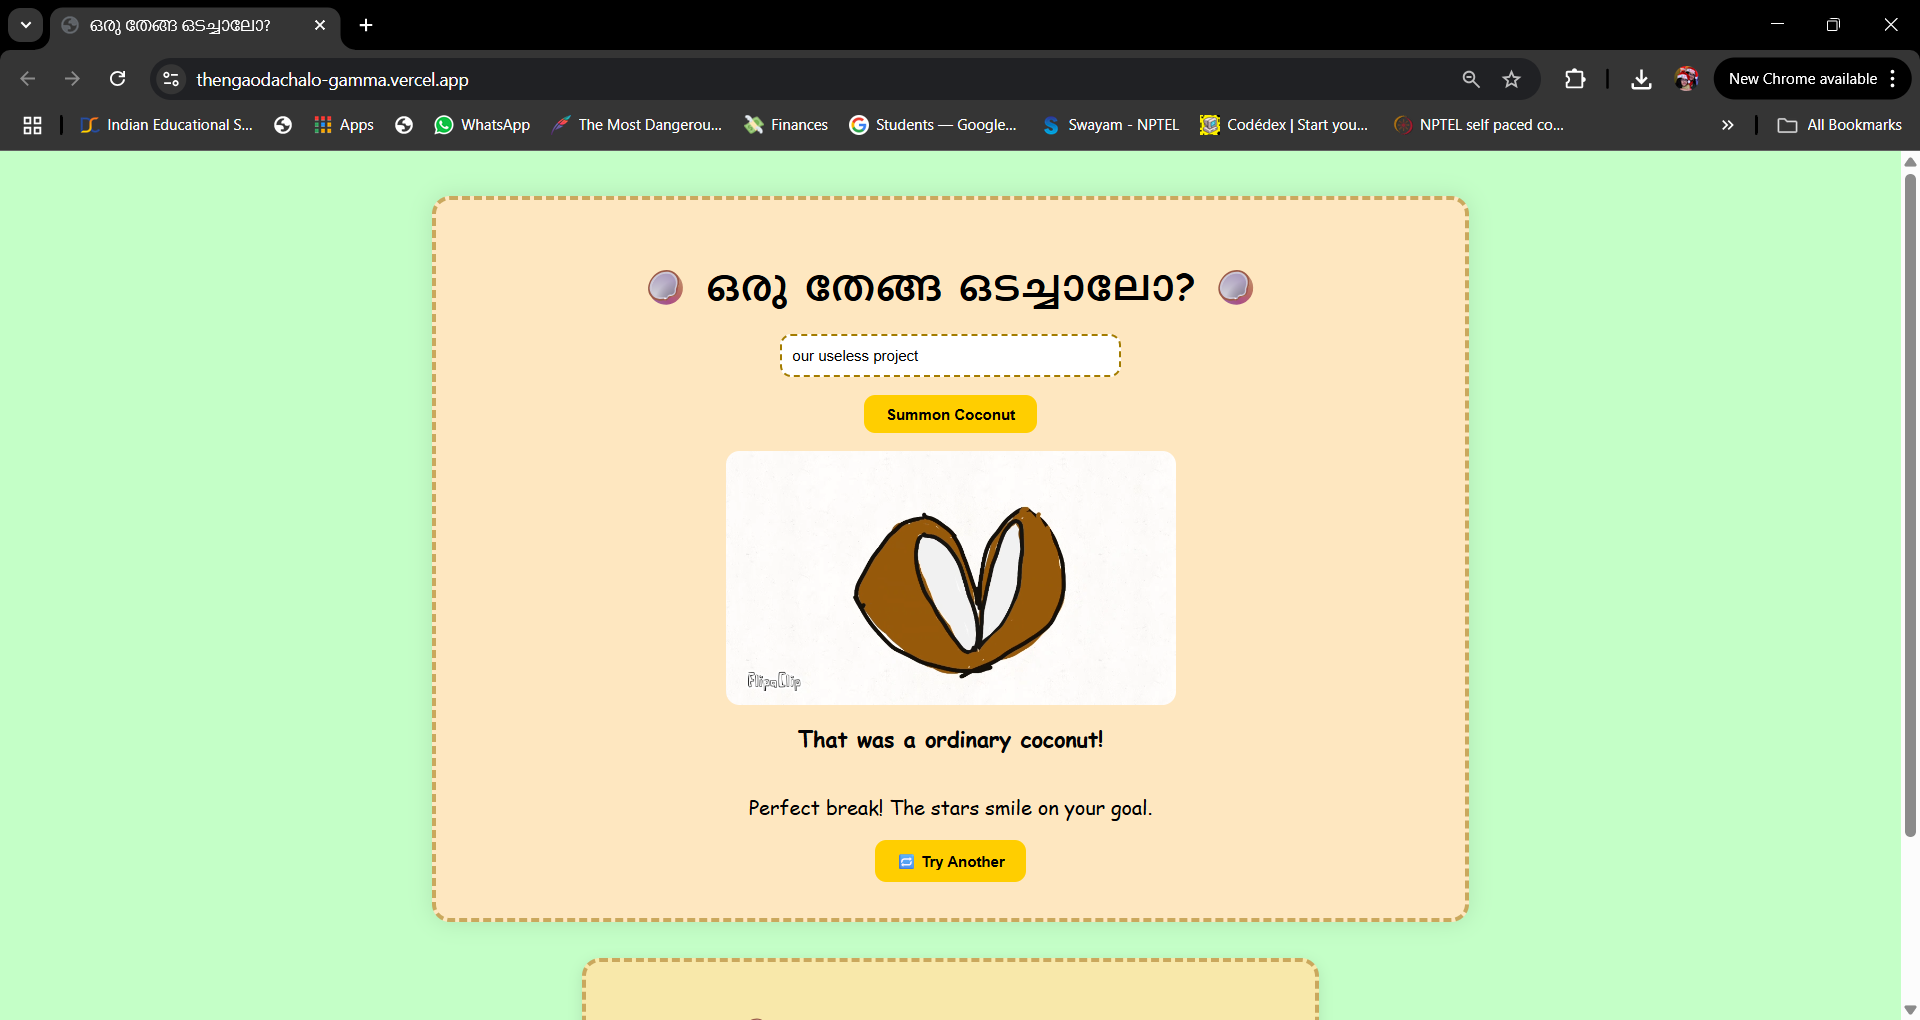 ഒരു തേങ്ങ ഒടച്ചാലോ?
thengaodachalo-gamma.vercel.app
New Chrome available
Indian Educational S...
Apps
WhatsApp
The Most Dangerou...
Finances
Students — Google...
Swayam - NPTEL
Codédex | Start you...
NPTEL self paced co...
All Bookmarks
ഒരു തേങ്ങ ഒടച്ചാലോ?
our useless project
Summon Coconut
FlipaClip
That was a ordinary coconut!
Perfect break! The stars smile on your goal.
Try Another